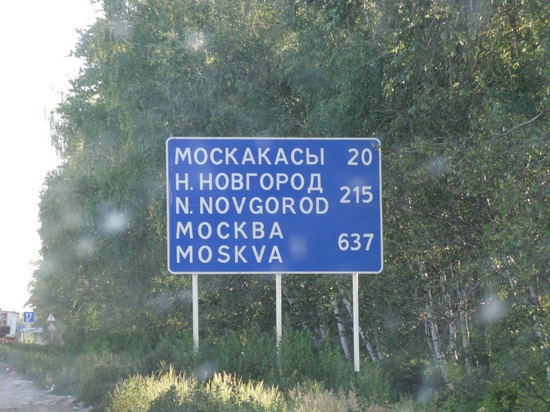 МОСКАКАСЫ 20
Н. НОВГОРОД
N. NOVGOROD 215
МОСКВА
MOSKVA 637